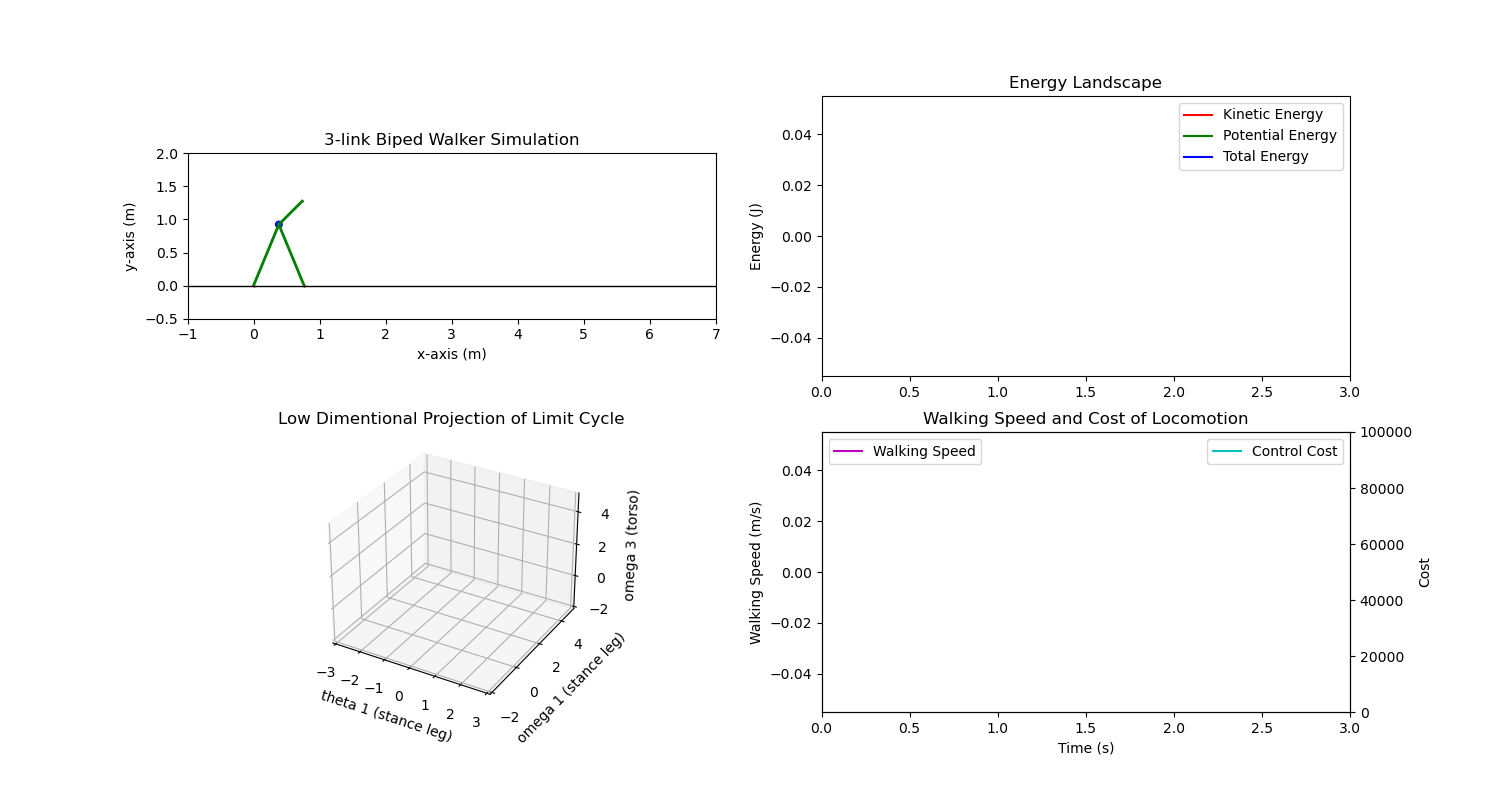 3-link Biped Walker Simulation
2.0
1.5
1.0
0.5
0.0
−0.5
y-axis (m)
−1 0 1 2 3 4 5 6 7
x-axis (m)
Energy Landscape
Kinetic Energy
Potential Energy
Total Energy
0.04
0.02
0.00
−0.02
−0.04
Energy (J)
0.0 0.5 1.0 1.5 2.0 2.5 3.0
Low Dimentional Projection of Limit Cycle
−3 −2 −1 0 1 2 3
theta 1 (stance leg)
−2 0 2 4
omega 1 (stance leg)
4
2
0
−2
omega 3 (torso)
Walking Speed and Cost of Locomotion
Walking Speed
Control Cost
0.04
0.02
0.00
−0.02
−0.04
Walking Speed (m/s)
100000
80000
60000
40000
20000
0
Cost
0.0 0.5 1.0 1.5 2.0 2.5 3.0
Time (s)